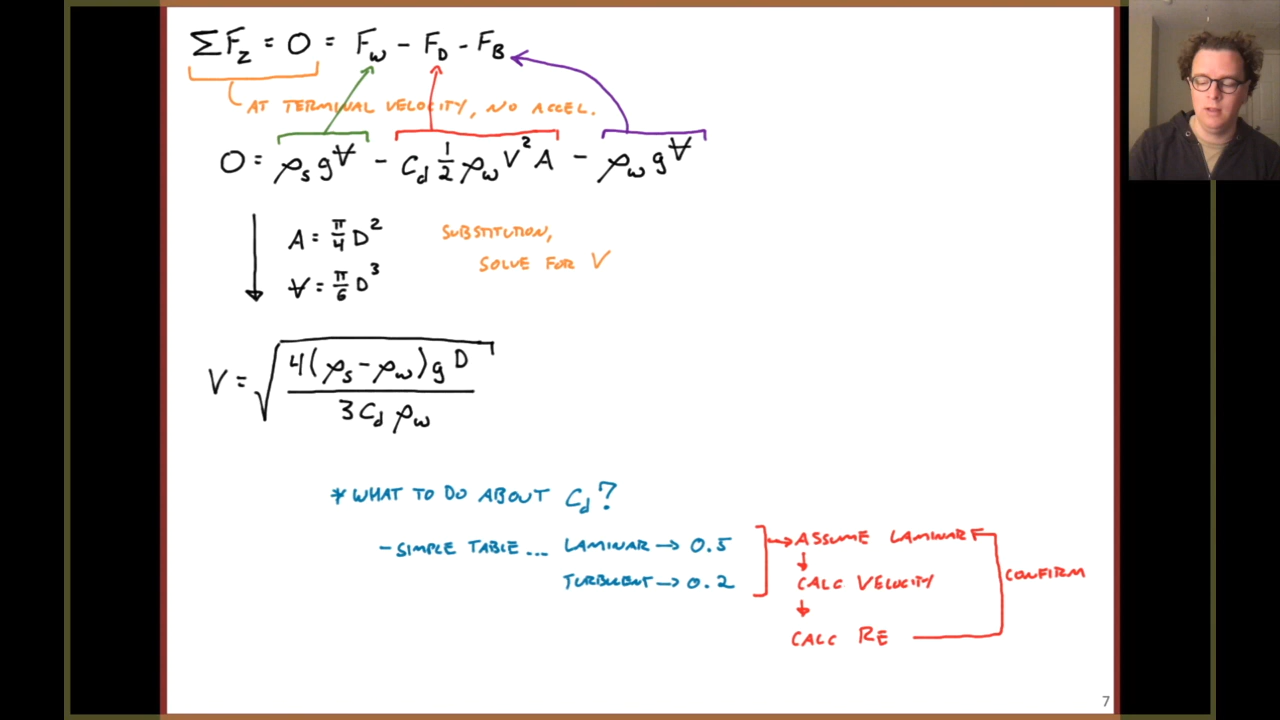 ΣF_z = 0 = F_W - F_D - F_B
AT TERMINAL VELOCITY, NO ACCEL.
0 = ρ_s g V̶ - C_d 1/2 ρ_w V² A - ρ_w g V̶
A = π/4 D²
V̶ = π/6 D³
SUBSTITUTION,
SOLVE FOR V
V = √(4(ρ_s - ρ_w) g D / 3 C_d ρ_w)
* WHAT TO DO ABOUT C_d?
- SIMPLE TABLE... LAMINAR → 0.5
TURBULENT → 0.2
→ ASSUME LAMINAR
↓
CALC VELOCITY
↓
CALC RE
CONFIRM
7